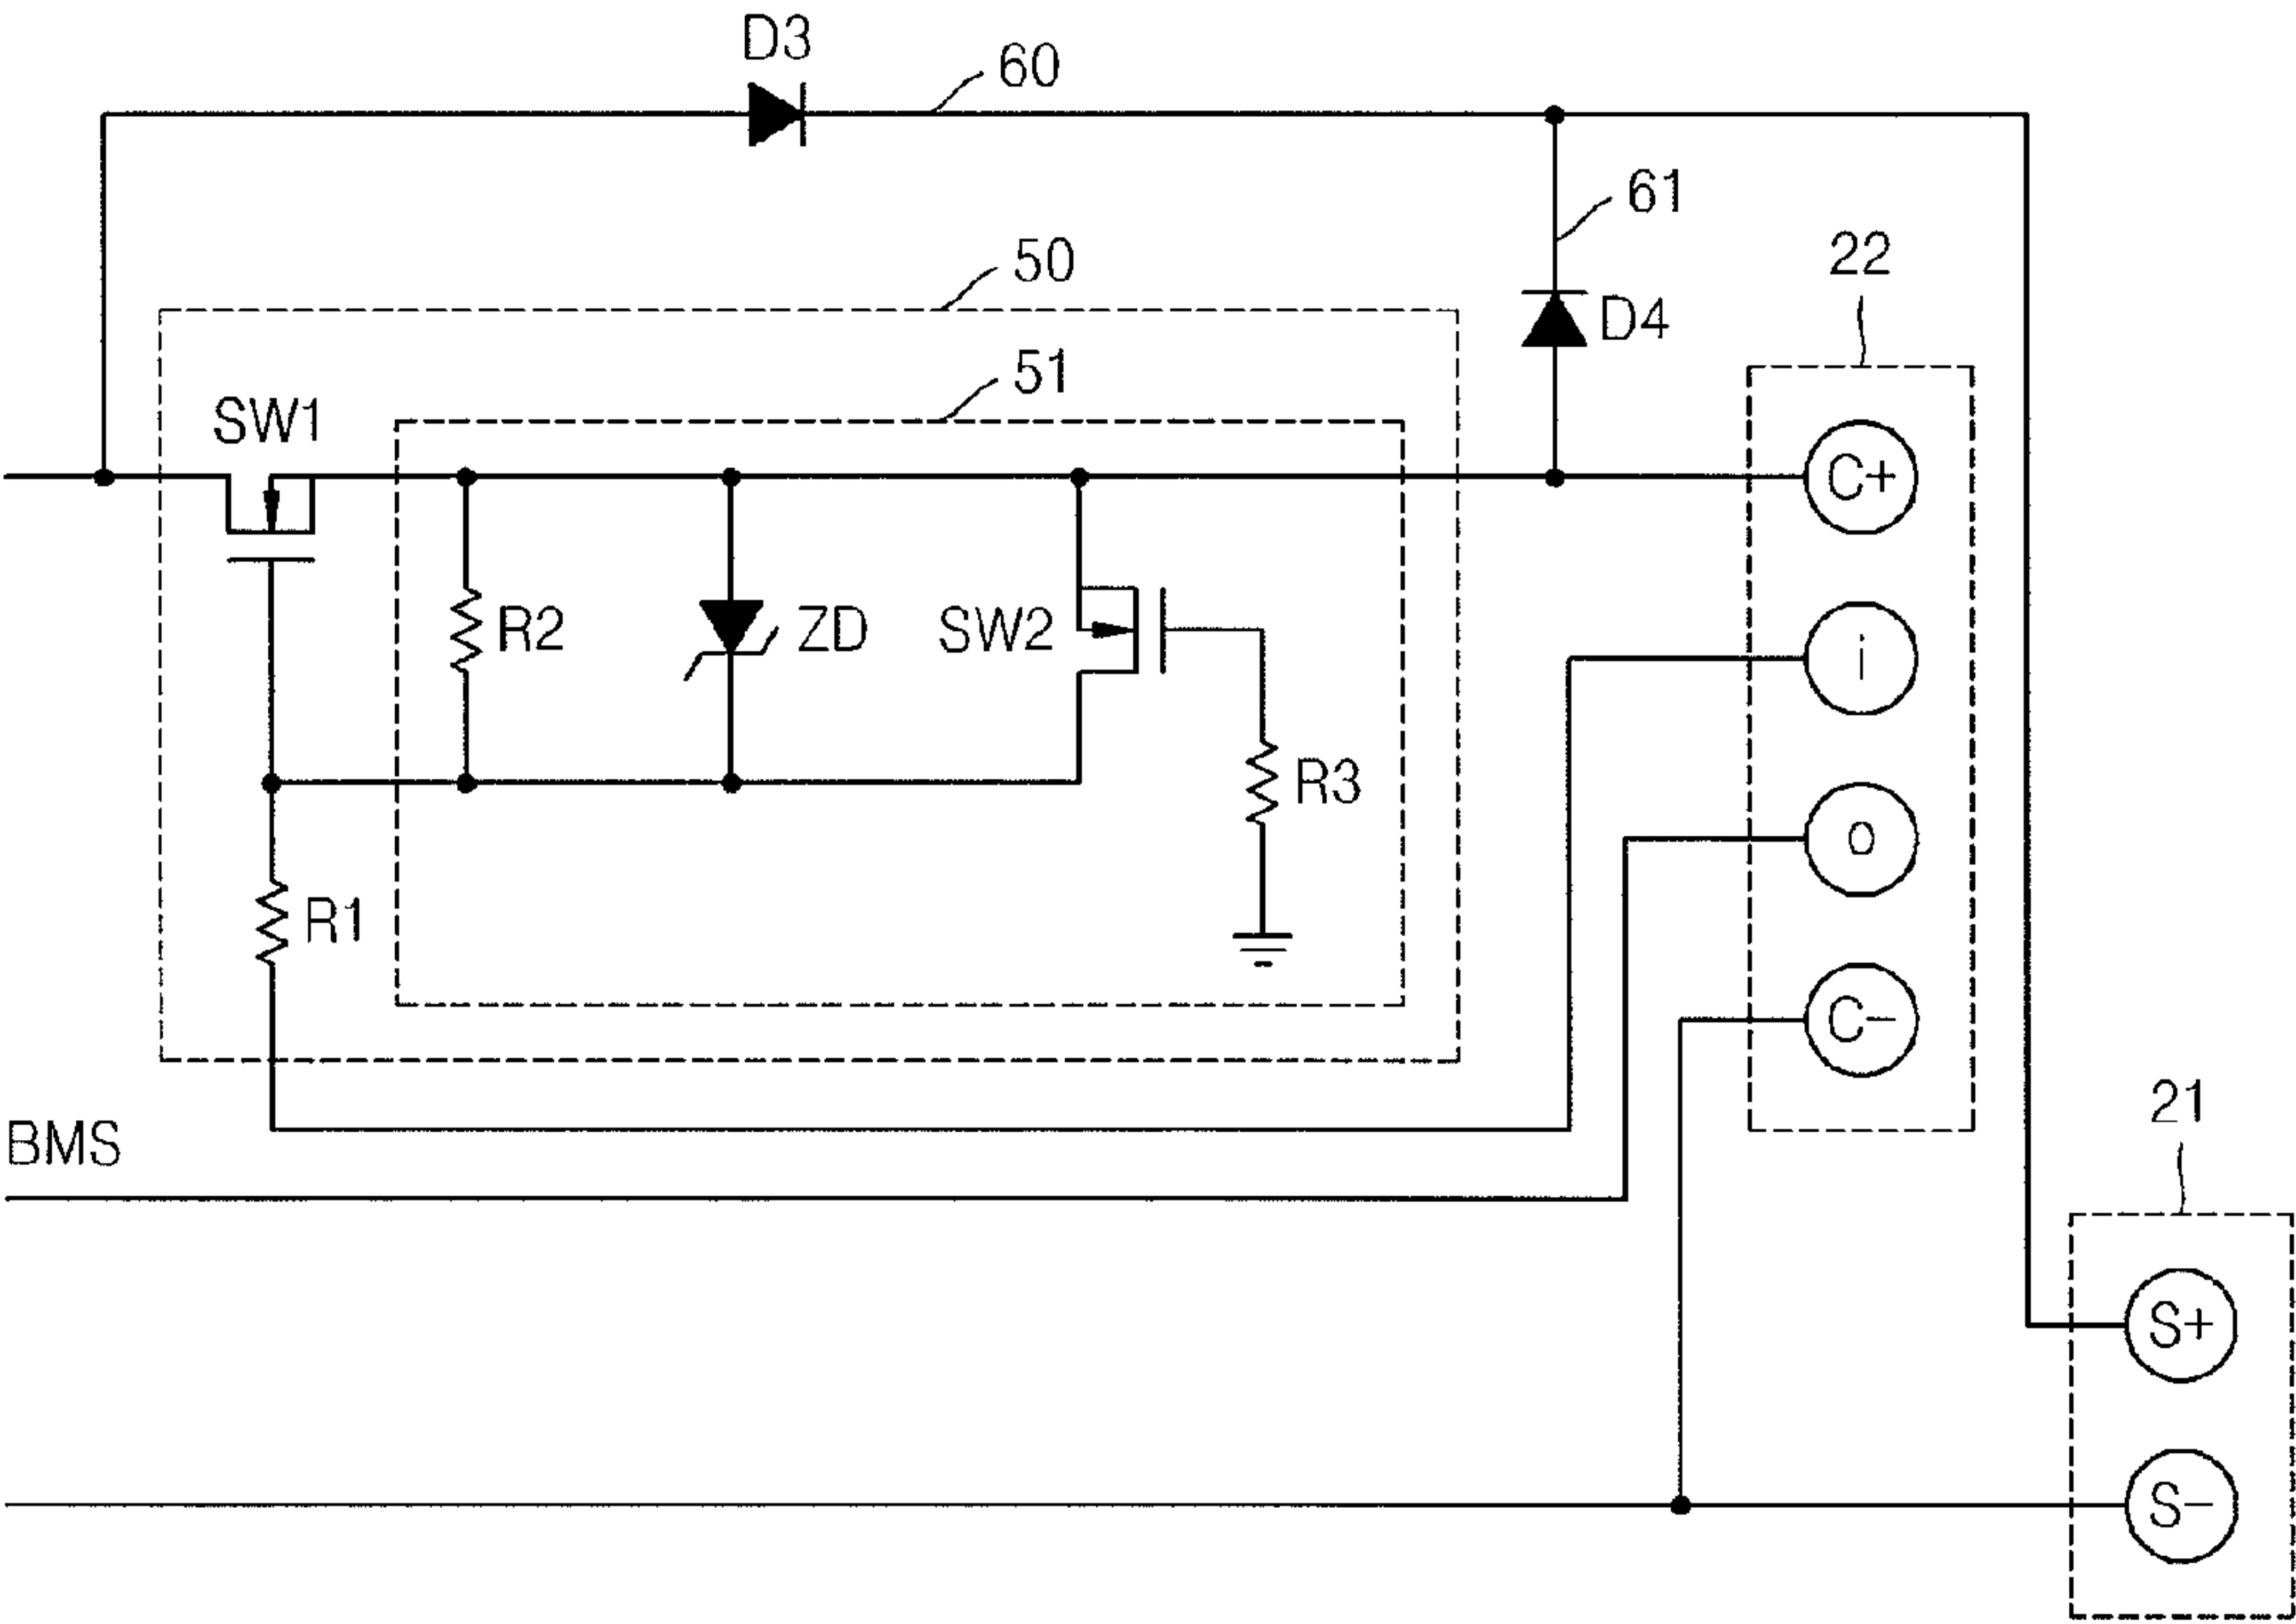 D3
60
61
50
22
D4
51
SW1
C+
i
R2
ZD
SW2
R3
o
R1
C-
21
BMS
S+
S-